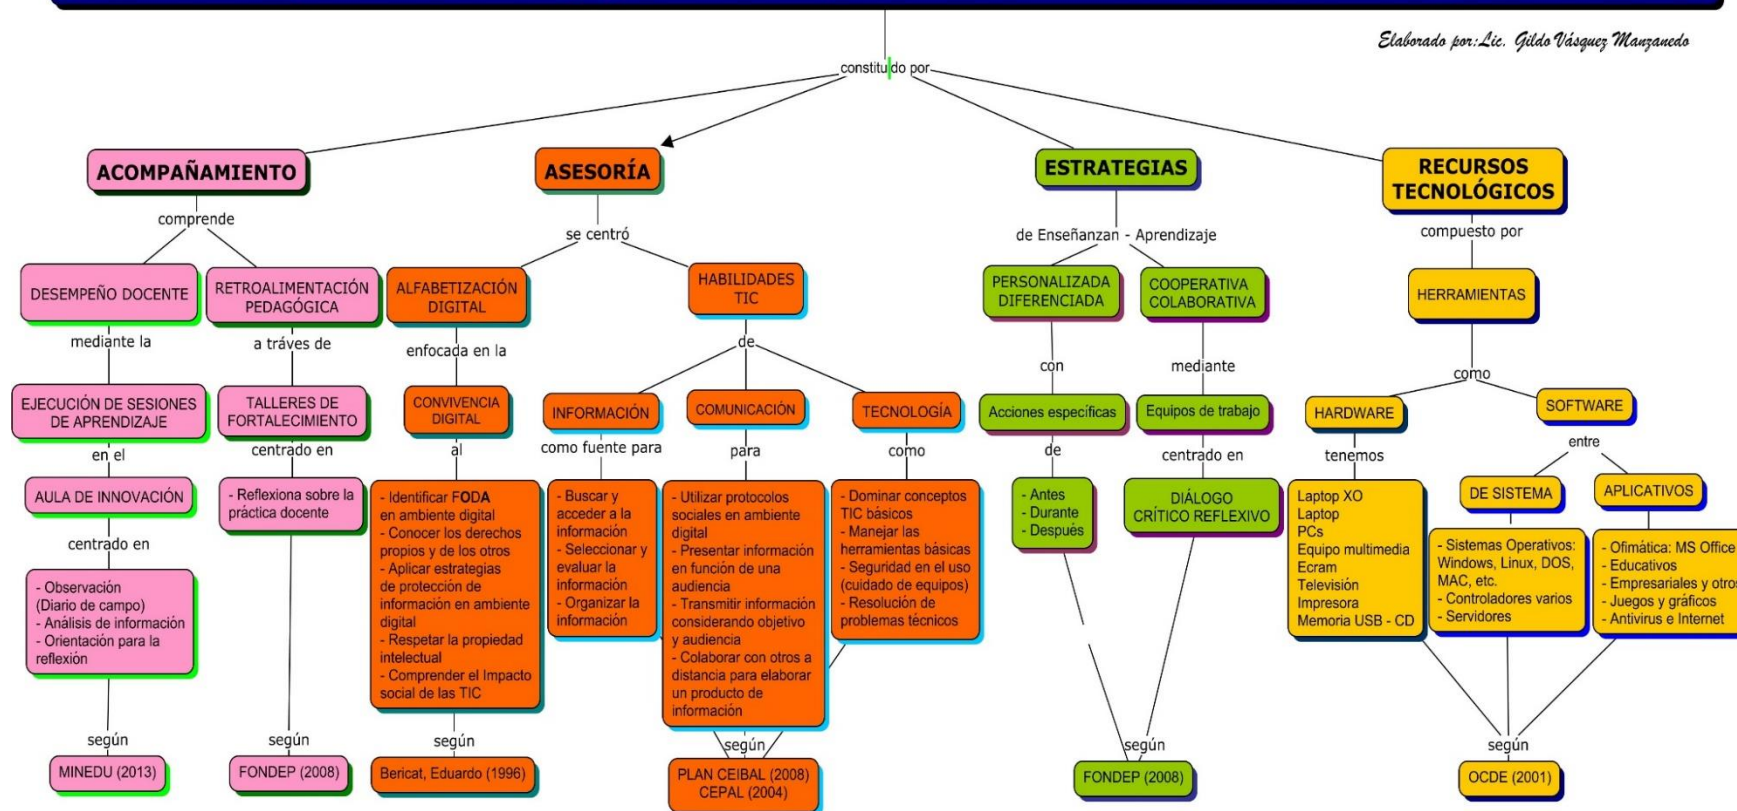 Elaborado por:Lic. Gildo Vásquez Manzanedo
constituido por
ACOMPAÑAMIENTO
comprende
DESEMPEÑO DOCENTE
mediante la
EJECUCIÓN DE SESIONES
DE APRENDIZAJE
en el
AULA DE INNOVACIÓN
centrado en
- Observación
(Diario de campo)
- Análisis de información
- Orientación para la
reflexión
según
MINEDU (2013)
RETROALIMENTACIÓN
PEDAGÓGICA
a tráves de
TALLERES DE
FORTALECIMIENTO
centrado en
- Reflexiona sobre la
práctica docente
según
FONDEP (2008)
ASESORÍA
se centró
ALFABETIZACIÓN
DIGITAL
enfocada en la
CONVIVENCIA
DIGITAL
al
- Identificar FODA
en ambiente digital
- Conocer los derechos
propios y de los otros
- Aplicar estrategias
de protección de
información en ambiente
digital
- Respetar la propiedad
intelectual
- Comprender el Impacto
social de las TIC
según
Bericat, Eduardo (1996)
HABILIDADES
TIC
de
INFORMACIÓN
como fuente para
- Buscar y
acceder a la
información
- Seleccionar y
evaluar la
información
- Organizar la
información
COMUNICACIÓN
para
- Utilizar protocolos
sociales en ambiente
digital
- Presentar información
en función de una
audiencia
- Transmitir información
considerando objetivo
y audiencia
- Colaborar con otros a
distancia para elaborar
un producto de
información
TECNOLOGÍA
como
- Dominar conceptos
TIC básicos
- Manejar las
herramientas básicas
- Seguridad en el uso
(cuidado de equipos)
- Resolución de
problemas técnicos
según
PLAN CEIBAL (2008)
CEPAL (2004)
ESTRATEGIAS
de Enseñanzan - Aprendizaje
PERSONALIZADA
DIFERENCIADA
con
Acciones específicas
de
- Antes
- Durante
- Después
COOPERATIVA
COLABORATIVA
mediante
Equipos de trabajo
centrado en
DIÁLOGO
CRÍTICO REFLEXIVO
según
FONDEP (2008)
RECURSOS
TECNOLÓGICOS
compuesto por
HERRAMIENTAS
como
HARDWARE
tenemos
Laptop XO
Laptop
PCs
Equipo multimedia
Ecram
Televisión
Impresora
Memoria USB - CD
SOFTWARE
entre
DE SISTEMA
- Sistemas Operativos:
Windows, Linux, DOS,
MAC, etc.
- Controladores varios
- Servidores
APLICATIVOS
- Ofimática: MS Office
- Educativos
- Empresariales y otros
- Juegos y gráficos
- Antivirus e Internet
según
OCDE (2001)